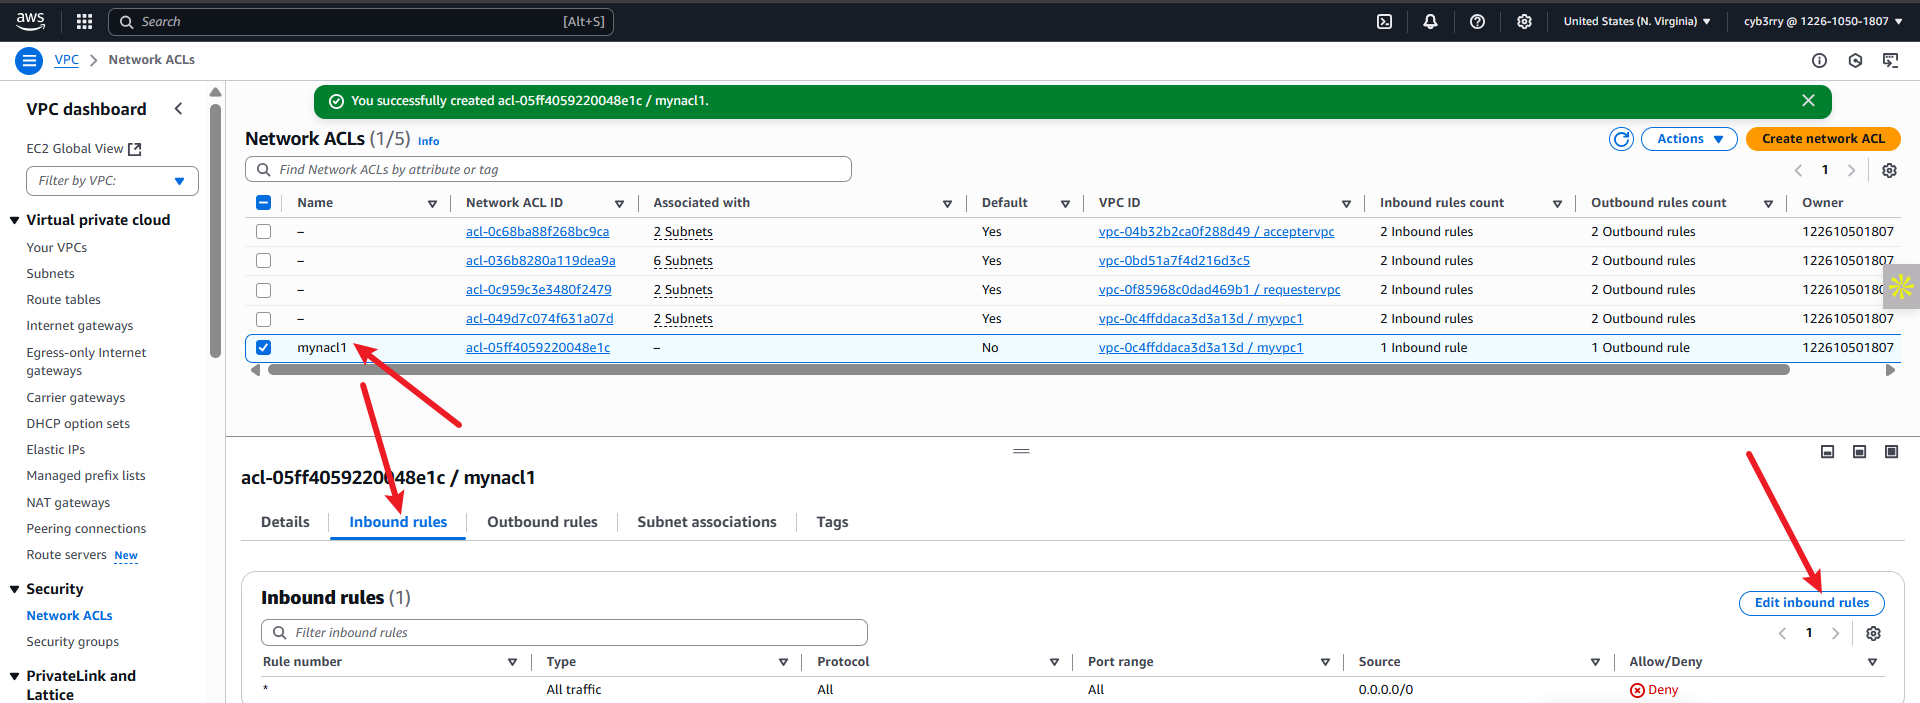 aws
Search
[Alt+S]
United States (N. Virginia)
cyb3rry @ 1226-1050-1807
VPC
Network ACLs
VPC dashboard
EC2 Global View
Filter by VPC:
Virtual private cloud
Your VPCs
Subnets
Route tables
Internet gateways
Egress-only Internet
gateways
Carrier gateways
DHCP option sets
Elastic IPs
Managed prefix lists
NAT gateways
Peering connections
Route servers New
Security
Network ACLs
Security groups
PrivateLink and
Lattice
You successfully created acl-05ff4059220048e1c / mynacl1.
Network ACLs (1/5) Info
Actions
Create network ACL
Find Network ACLs by attribute or tag
1
Name Network ACL ID Associated with Default VPC ID Inbound rules count Outbound rules count Owner
– acl-0c68ba88f268bc9ca 2 Subnets Yes vpc-04b32b2ca0f288d49 / acceptervpc 2 Inbound rules 2 Outbound rules 122610501807
– acl-036b8280a119dea9a 6 Subnets Yes vpc-0bd51a7f4d216d3c5 2 Inbound rules 2 Outbound rules 122610501807
– acl-0c959c3e3480f2479 2 Subnets Yes vpc-0f85968c0dad469b1 / requestervpc 2 Inbound rules 2 Outbound rules
– acl-049d7c074f631a07d 2 Subnets Yes vpc-0c4ffddaca3d3a13d / myvpc1 2 Inbound rules 2 Outbound rules 122610501807
mynacl1 acl-05ff4059220048e1c – No vpc-0c4ffddaca3d3a13d / myvpc1 1 Inbound rule 1 Outbound rule 122610501807
acl-05ff4059220048e1c / mynacl1
Details Inbound rules Outbound rules Subnet associations Tags
Inbound rules (1)
Edit inbound rules
Filter inbound rules
1
Rule number Type Protocol Port range Source Allow/Deny
* All traffic All All 0.0.0.0/0 Deny